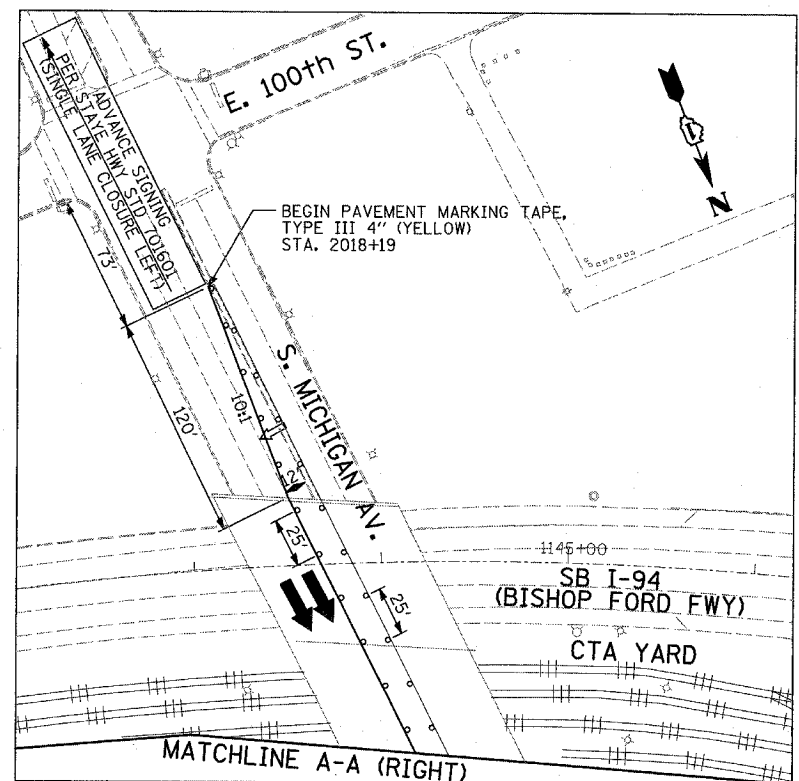 E. 100th ST.
ADVANCE SIGNING
PER STAYE HWY STD 701601
(SINGLE LANE CLOSURE LEFT)
N
BEGIN PAVEMENT MARKING TAPE,
TYPE III 4" (YELLOW)
STA. 2018+19
73'
120'
10:1
S. MICHIGAN AV.
12'
25'
25'
1145+00
SB I-94
(BISHOP FORD FWY)
CTA YARD
MATCHLINE A-A (RIGHT)